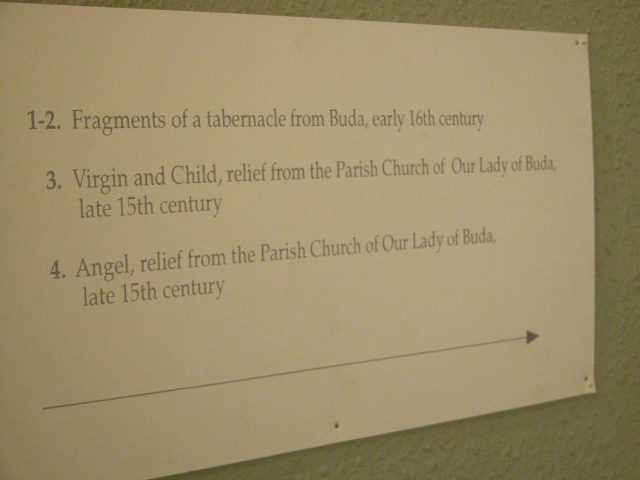 1-2. Fragments of a tabernacle from Buda, early 16th century
3. Virgin and Child, relief from the Parish Church of Our Lady of Buda,
late 15th century
4. Angel, relief from the Parish Church of Our Lady of Buda,
late 15th century